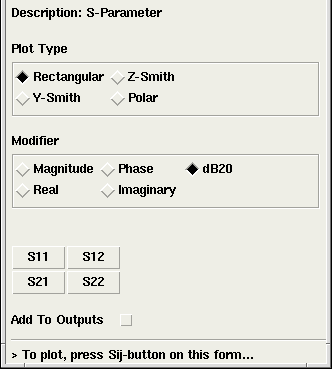 Description: S-Parameter
Plot Type
Rectangular Z-Smith
Y-Smith Polar
Modifier
Magnitude Phase dB20
Real Imaginary
S11 S12
S21 S22
Add To Outputs
> To plot, press Sij-button on this form...